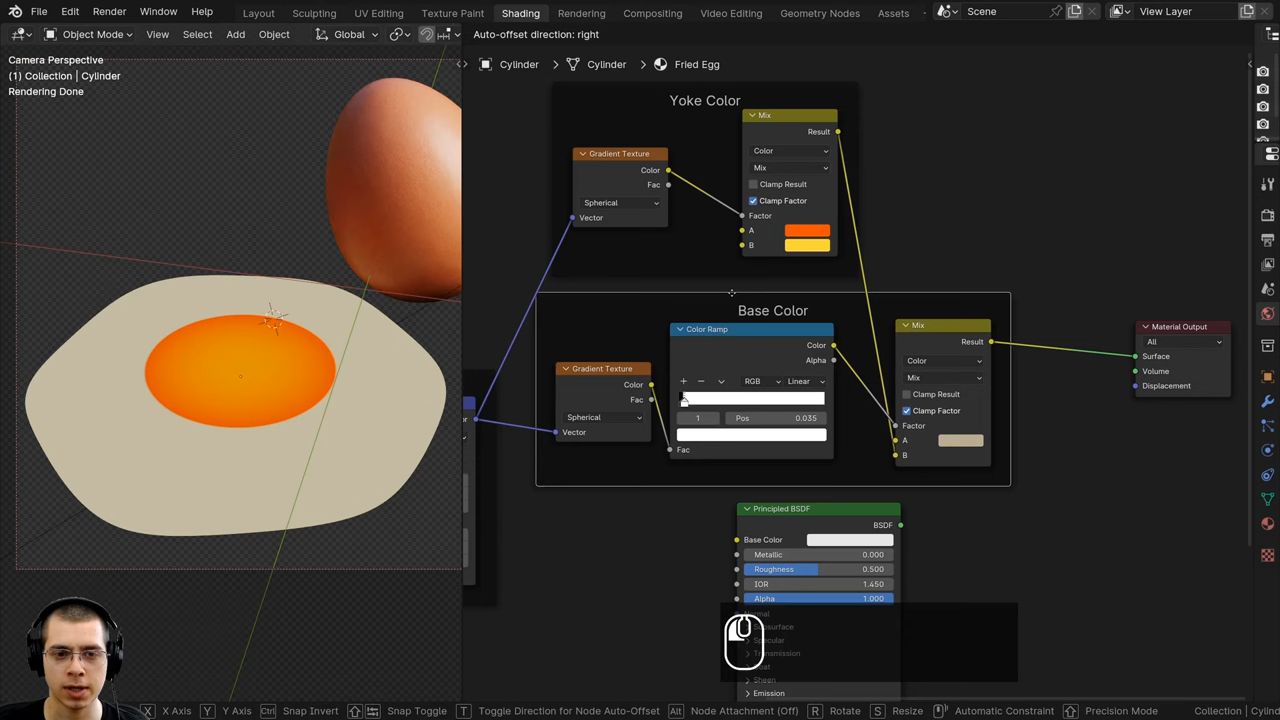 File Edit Render Window Help Layout Sculpting UV Editing Texture Paint Shading Rendering Compositing Video Editing Geometry Nodes Assets Scene View Layer
Object Mode View Select Add Object Global Auto-offset direction: right
Camera Perspective
(1) Collection | Cylinder
Rendering Done
Cylinder > Cylinder > Fried Egg
Yoke Color
Mix
Result
Color
Mix
Clamp Result
Clamp Factor
Factor
A
B
Gradient Texture
Color
Fac
Spherical
Vector
Base Color
Color Ramp
Color
Alpha
RGB Linear
1 Pos 0.035
Fac
Gradient Texture
Color
Fac
Spherical
Vector
Mix
Result
Color
Mix
Clamp Result
Clamp Factor
Factor
A
B
Material Output
All
Surface
Volume
Displacement
Principled BSDF
BSDF
Base Color
Metallic 0.000
Roughness 0.500
IOR 1.450
Alpha 1.000
Normal
Subsurface
Specular
Transmission
Sheen
Emission
X X Axis Y Y Axis Ctrl Snap Invert Snap Toggle T Toggle Direction for Node Auto-Offset Alt Node Attachment (Off) R Rotate S Resize Automatic Constraint Precision Mode Collection | Cylind